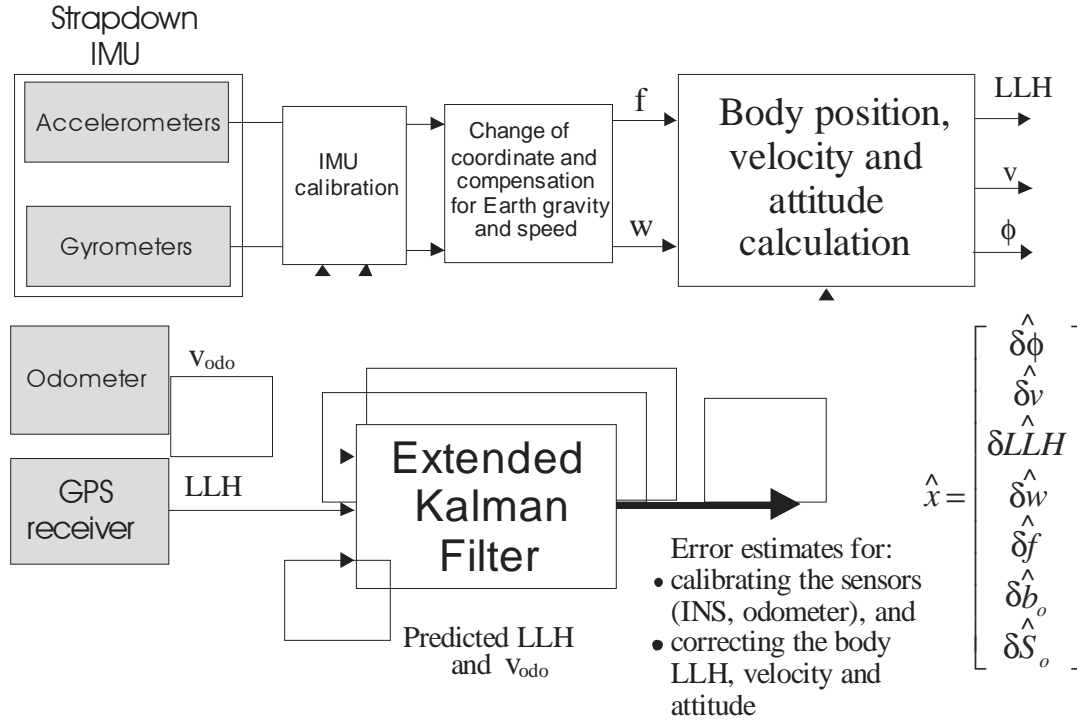 Strapdown
IMU
Accelerometers
Gyrometers
IMU
calibration
Change of
coordinate and
compensation
for Earth gravity
and speed
f
w
Body position,
velocity and
attitude
calculation
LLH
v
ϕ
Odometer
v_odo
GPS
receiver
LLH
Extended
Kalman
Filter
Predicted LLH
and v_odo
Error estimates for:
• calibrating the sensors
(INS, odometer), and
• correcting the body
LLH, velocity and
attitude
x̂ =
δϕ̂
δv̂
δLL̂H
δŵ
δf̂
δb̂_o
δŜ_o